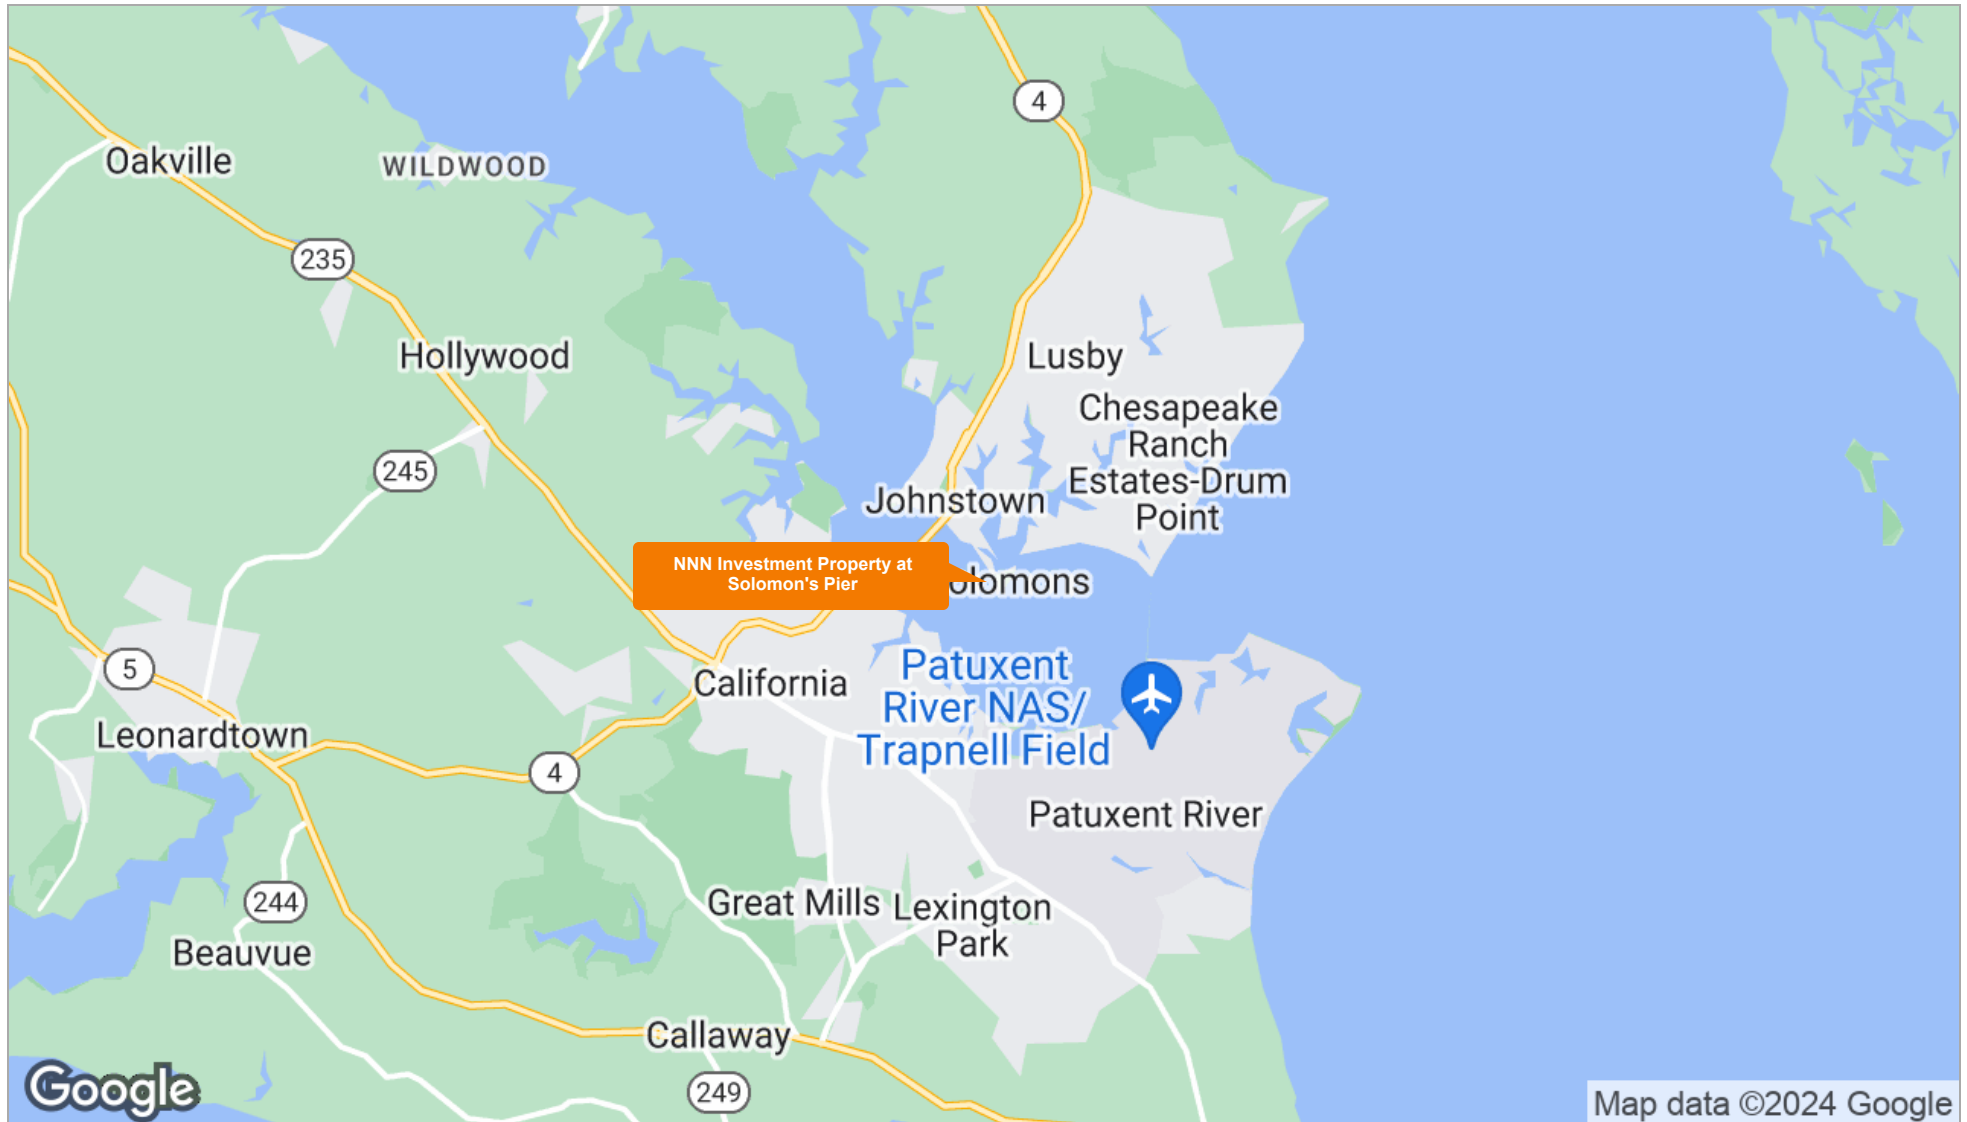 4
Oakville
WILDWOOD
235
Hollywood
Lusby
Chesapeake
Ranch
Estates-Drum
Point
245
Johnstown
NNN Investment Property at
Solomon's Pier
olomons
5
California
Patuxent
River NAS/
Trapnell Field
Leonardtown
4
Patuxent River
244
Great Mills
Lexington
Park
Beauvue
Callaway
249
Google
Map data ©2024 Google